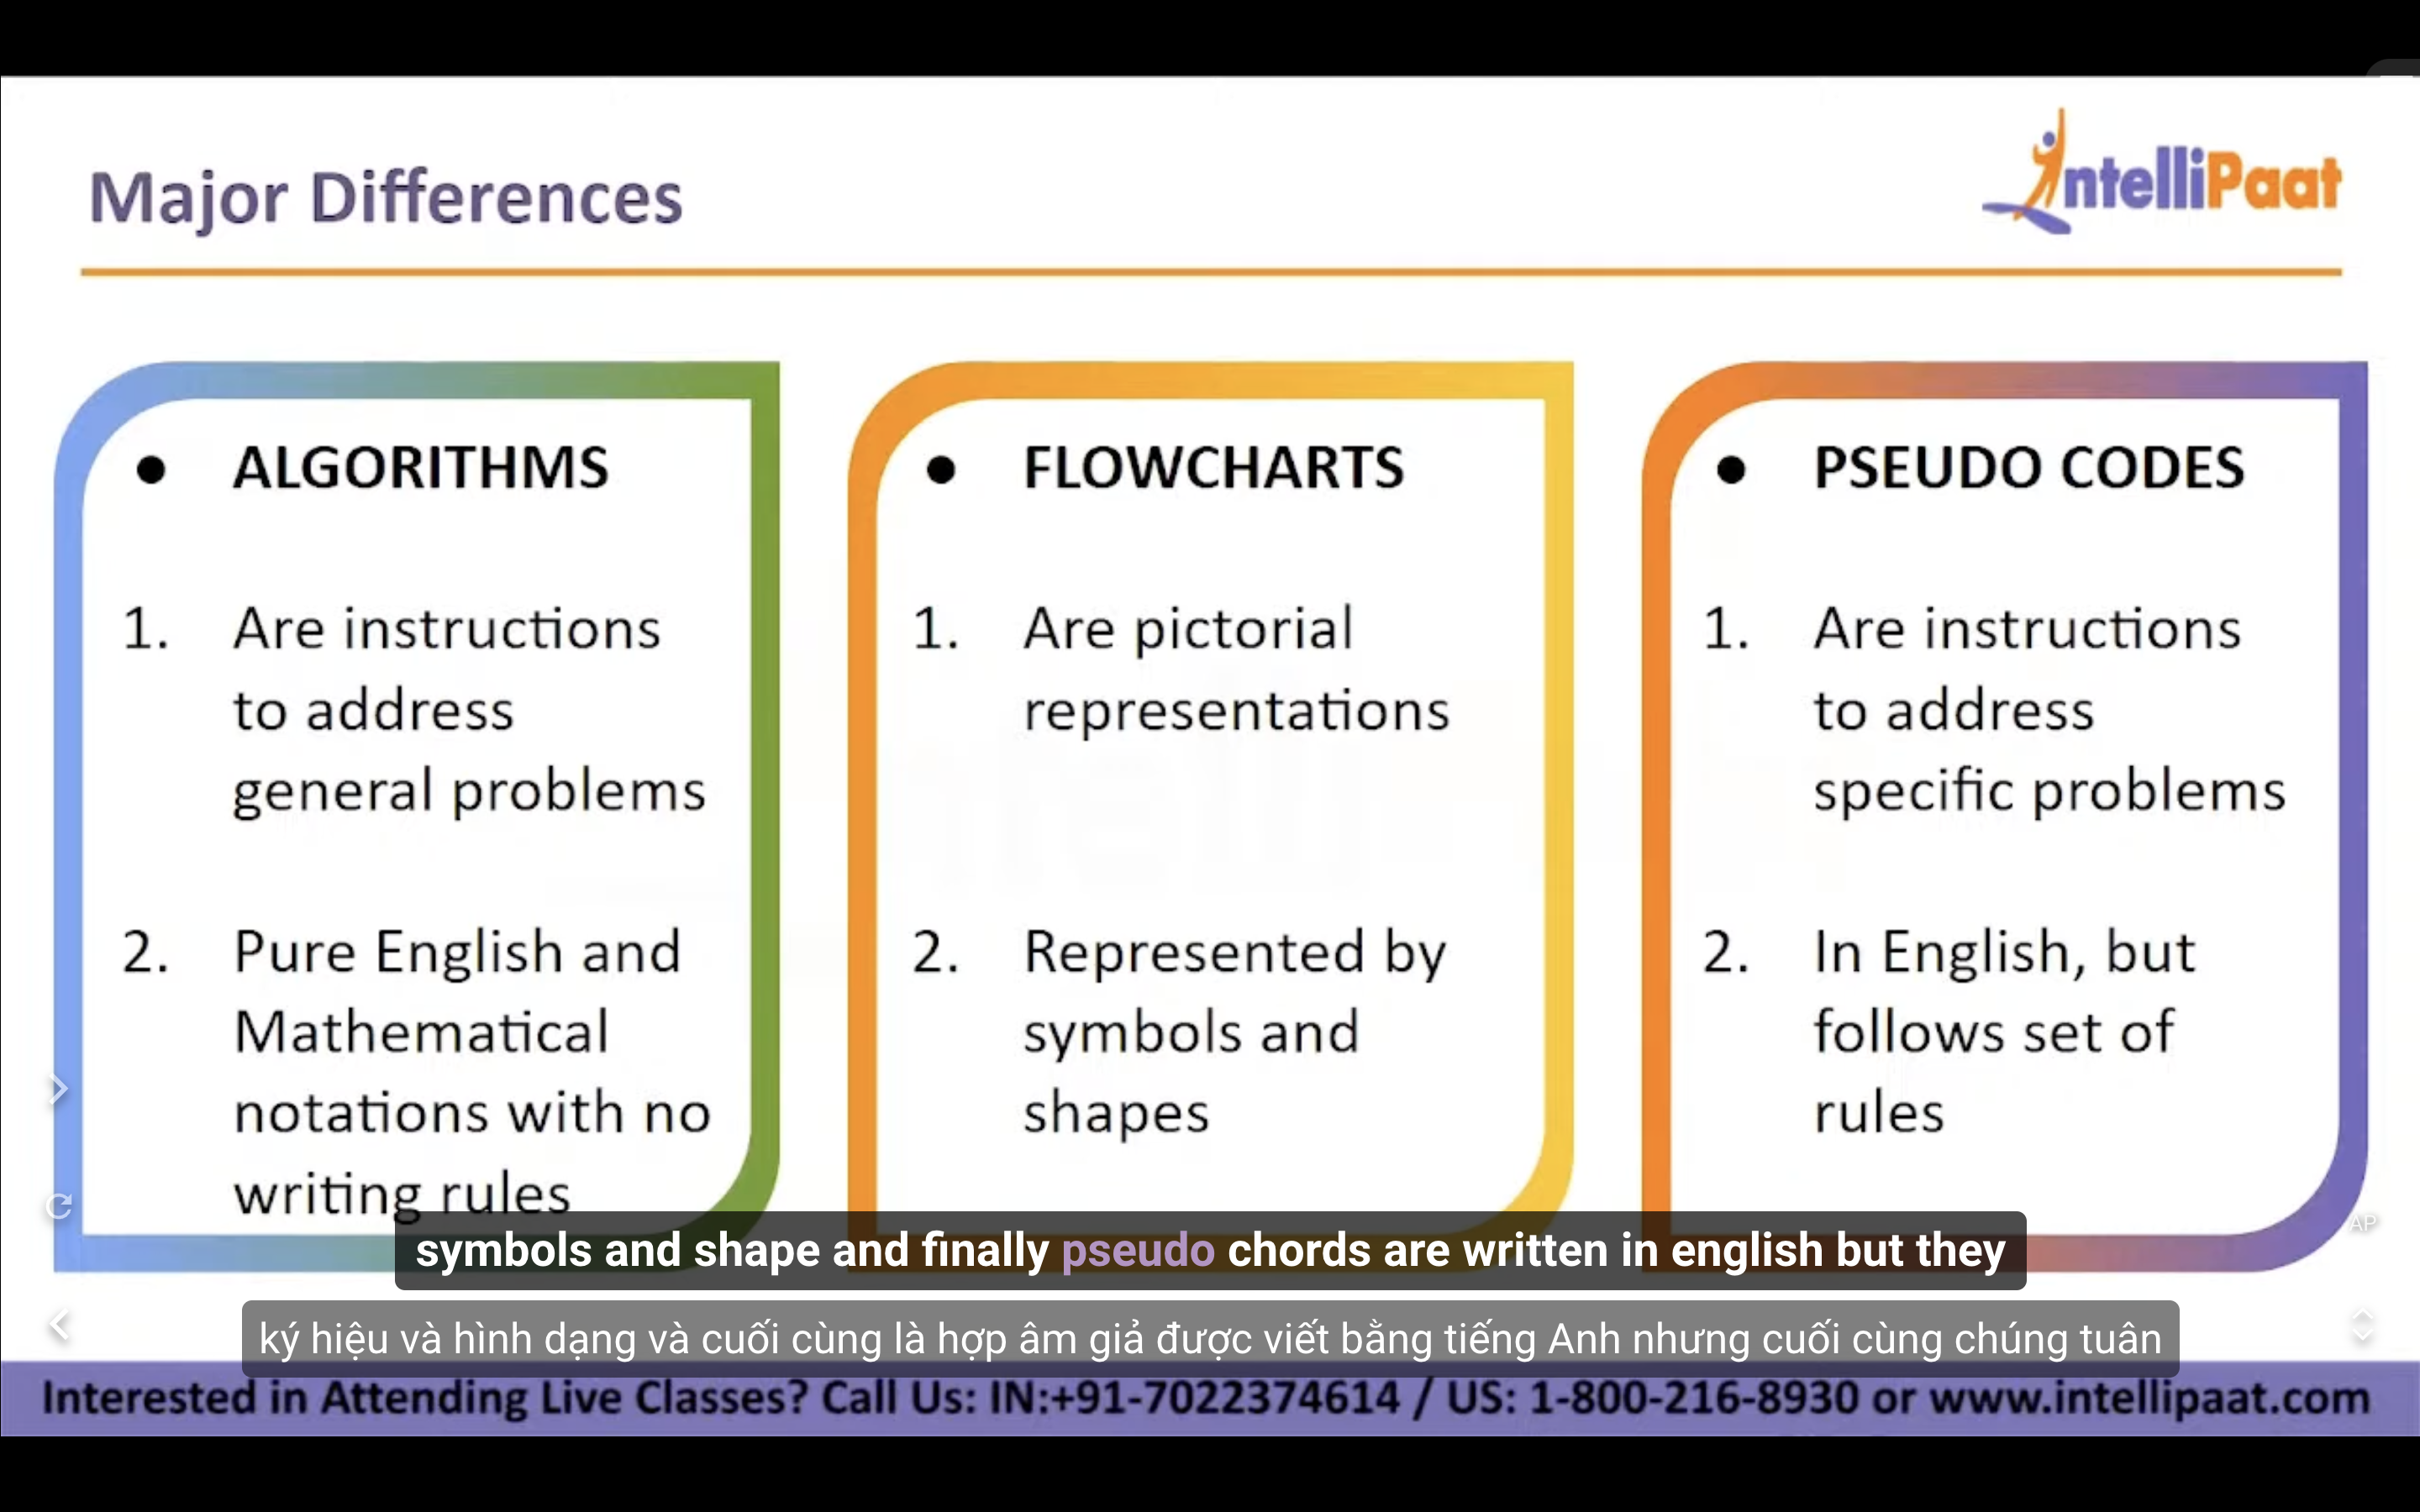 Major Differences
IntelliPaat
• ALGORITHMS
1. Are instructions
to address
general problems
2. Pure English and
Mathematical
notations with no
writing rules
• FLOWCHARTS
1. Are pictorial
representations
2. Represented by
symbols and
shapes
• PSEUDO CODES
1. Are instructions
to address
specific problems
2. In English, but
follows set of
rules
AP
symbols and shape and finally pseudo chords are written in english but they
ký hiệu và hình dạng và cuối cùng là hợp âm giả được viết bằng tiếng Anh nhưng cuối cùng chúng tuân
Interested in Attending Live Classes? Call Us: IN:+91-7022374614 / US: 1-800-216-8930 or www.intellipaat.com